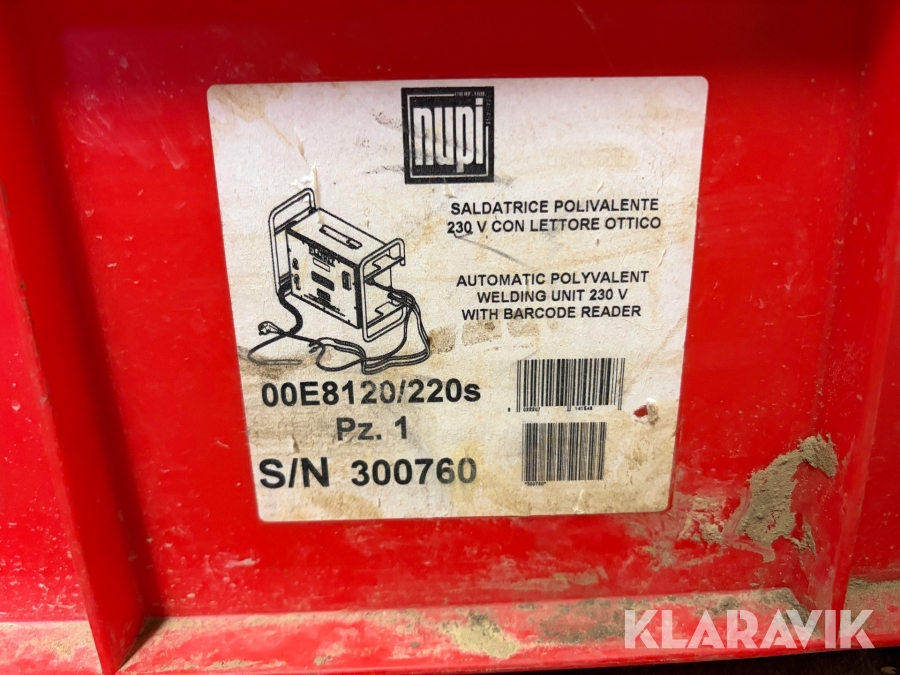 nupi
SALDATRICE POLIVALENTE
230 V CON LETTORE OTTICO
AUTOMATIC POLYVALENT
WELDING UNIT 230 V
WITH BARCODE READER
00E8120/220s
Pz. 1
S/N 300760
*300760*
KLARAVIK